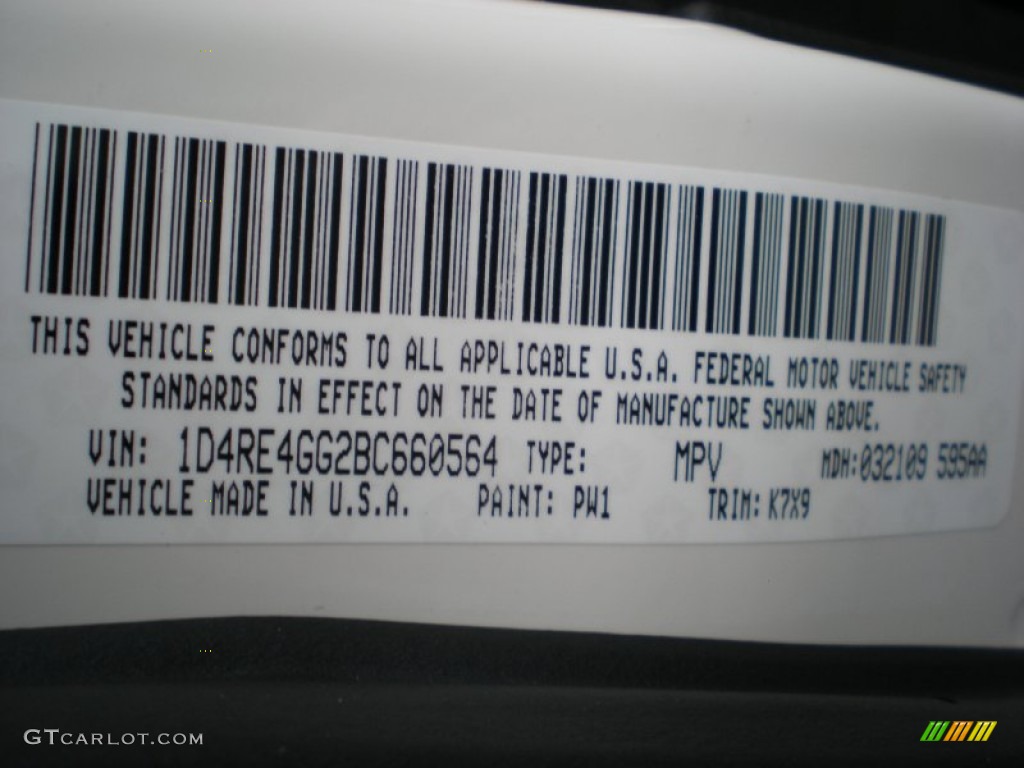 THIS VEHICLE CONFORMS TO ALL APPLICABLE U.S.A. FEDERAL MOTOR VEHICLE SAFETY
STANDARDS IN EFFECT ON THE DATE OF MANUFACTURE SHOWN ABOVE.
VIN: 1D4RE4GG2BC660564 TYPE: MPV MDH:032109 595AA
VEHICLE MADE IN U.S.A. PAINT: PW1 TRIM: K7X9
GTCARLOT.COM